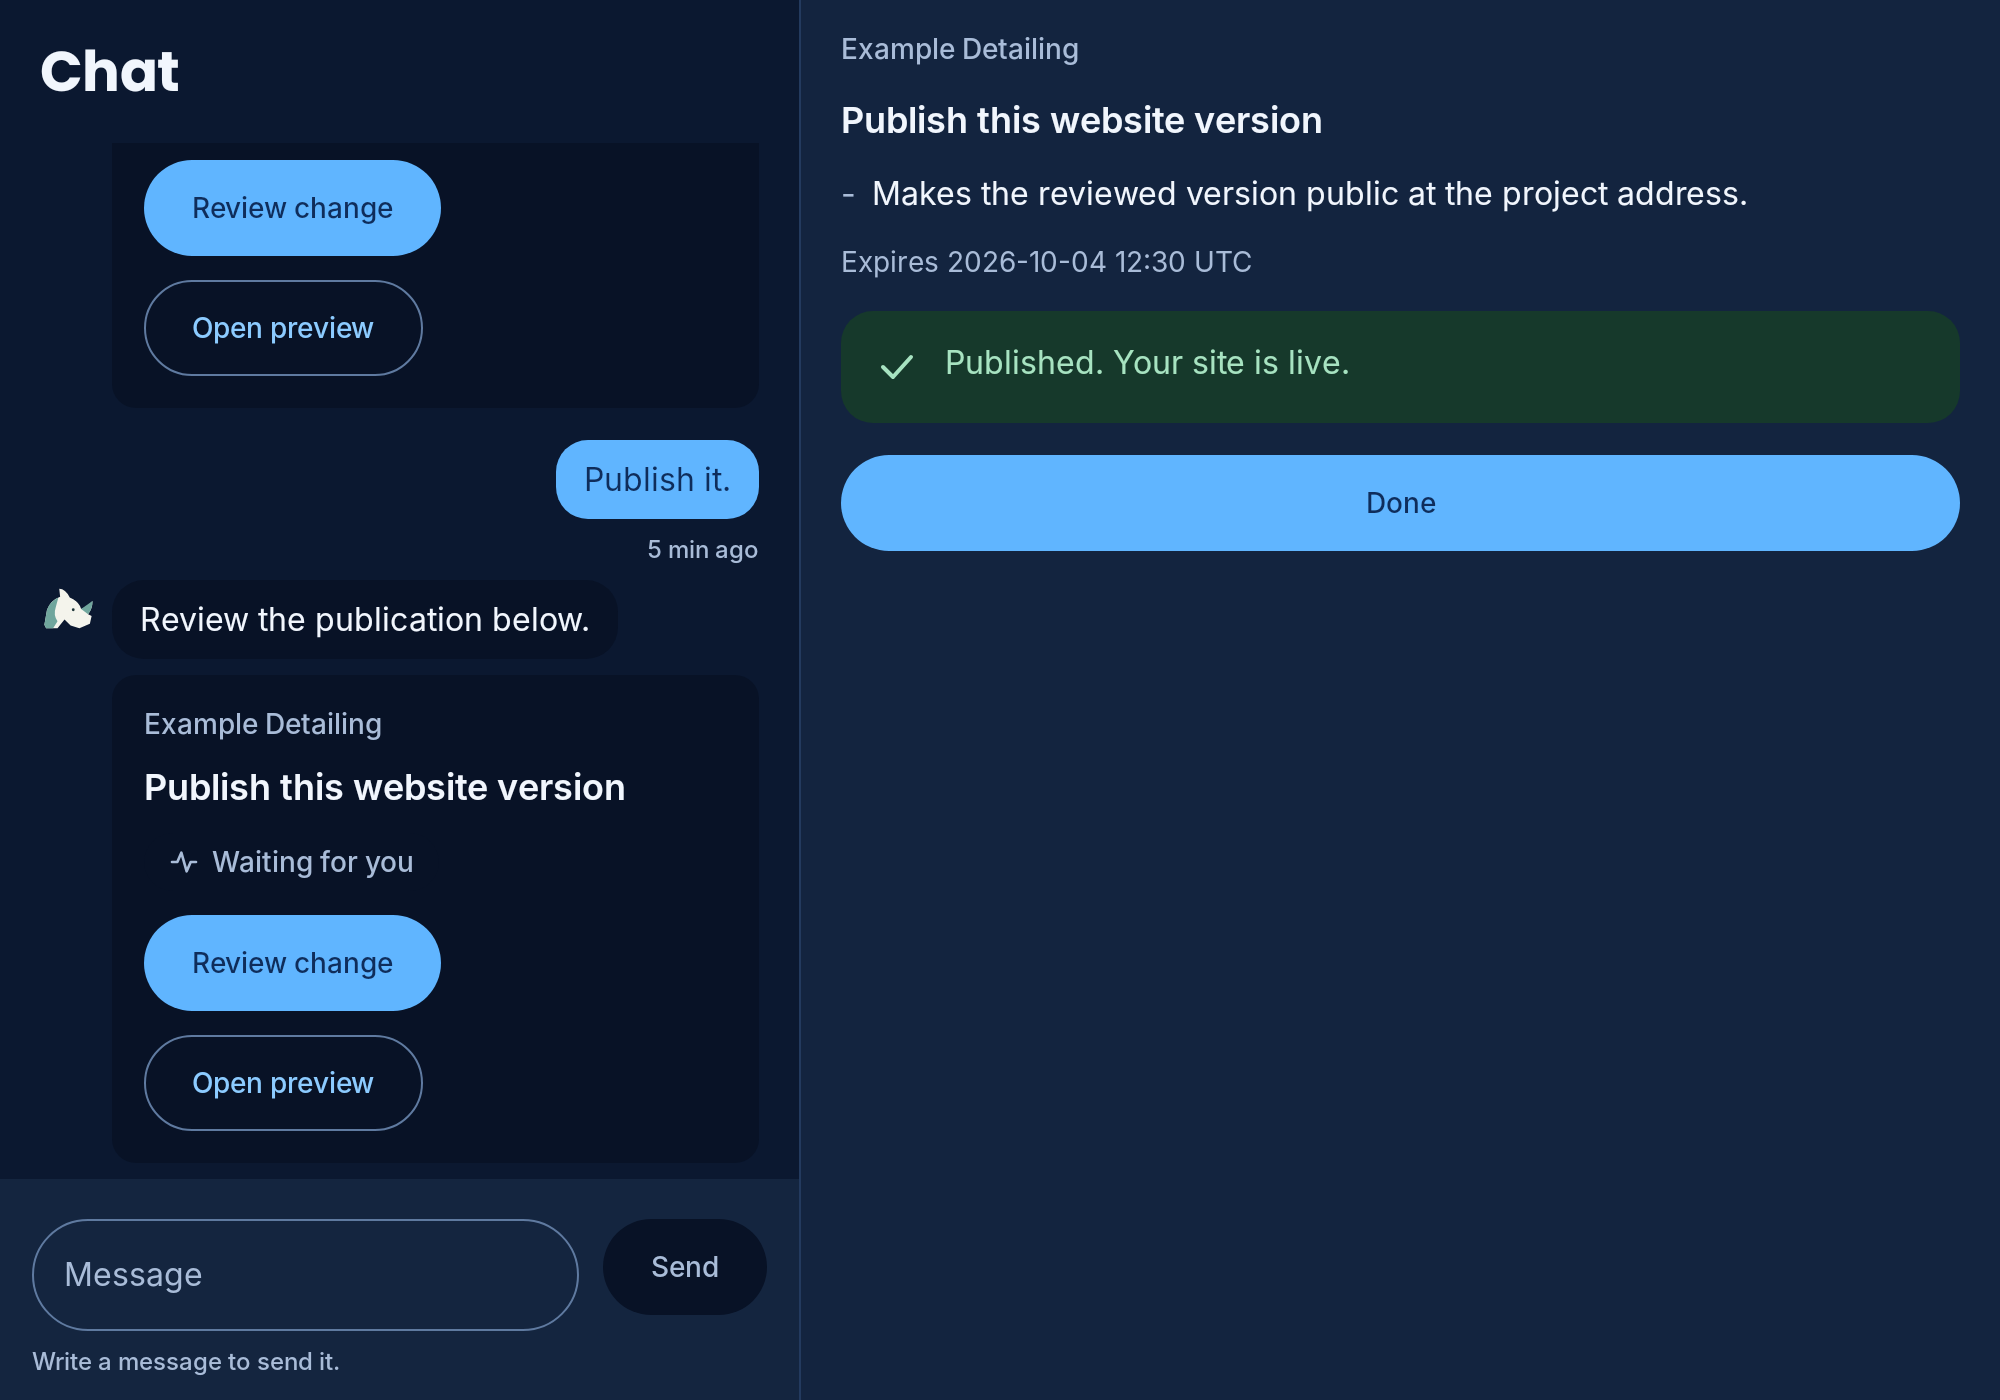 Chat
Review change
Open preview
Publish it.
5 min ago
Review the publication below.
Example Detailing
Publish this website version
Waiting for you
Review change
Open preview
Message
Send
Write a message to send it.
Example Detailing
Publish this website version
- Makes the reviewed version public at the project address.
Expires 2026-10-04 12:30 UTC
Published. Your site is live.
Done